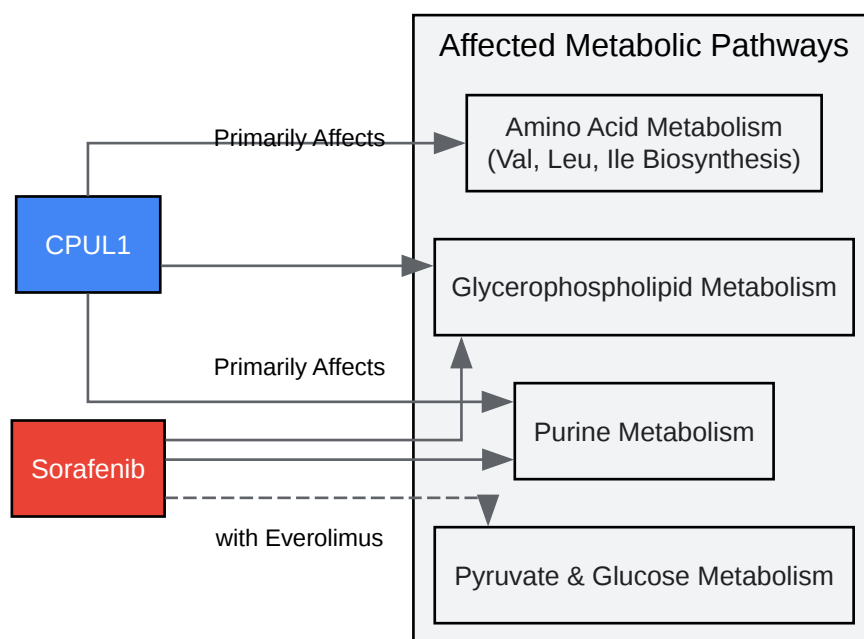 Affected Metabolic Pathways
Primarily Affects
Amino Acid Metabolism
(Val, Leu, Ile Biosynthesis)
CPUL1
Glycerophospholipid Metabolism
Primarily Affects
Purine Metabolism
Sorafenib
with Everolimus
Pyruvate & Glucose Metabolism